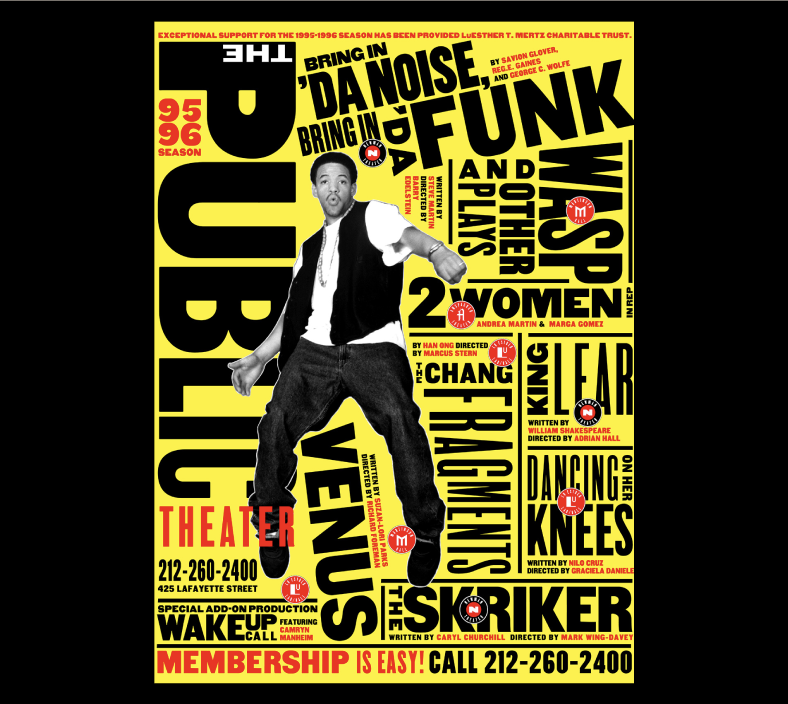 EXCEPTIONAL SUPPORT FOR THE 1995-1996 SEASON HAS BEEN PROVIDED LuESTHER T. MERTZ CHARITABLE TRUST.
THE
PUBLIC
THEATER
95
96
SEASON
BRING IN
'DA NOISE,
BRING IN
'DA
FUNK
BY SAVION GLOVER,
REG.E. GAINES
AND GEORGE C. WOLFE
N
WASP
AND
OTHER
PLAYS
WRITTEN BY
STEVE MARTIN
DIRECTED BY
BARRY
EDELSTEIN
M
IN REP
2 WOMEN
A
ANDREA MARTIN & MARGA GOMEZ
BY HAN ONG DIRECTED
BY MARCUS STERN
LU
THE
CHANG
FRAGMENTS
KING
LEAR
N
WRITTEN BY
WILLIAM SHAKESPEARE
DIRECTED BY ADRIAN HALL
DANCING
ON HER
KNEES
LU
WRITTEN BY NILO CRUZ
DIRECTED BY GRACIELA DANIELE
VENUS
WRITTEN BY SUZAN-LORI PARKS
DIRECTED BY RICHARD FOREMAN
M
212-260-2400
425 LAFAYETTE STREET
LU
SPECIAL ADD-ON PRODUCTION
WAKE UP
CALL
FEATURING
CAMRYN
MANHEIM
THE
SKRIKER
N
WRITTEN BY CARYL CHURCHILL DIRECTED BY MARK WING-DAVEY
MEMBERSHIP IS EASY! CALL 212-260-2400